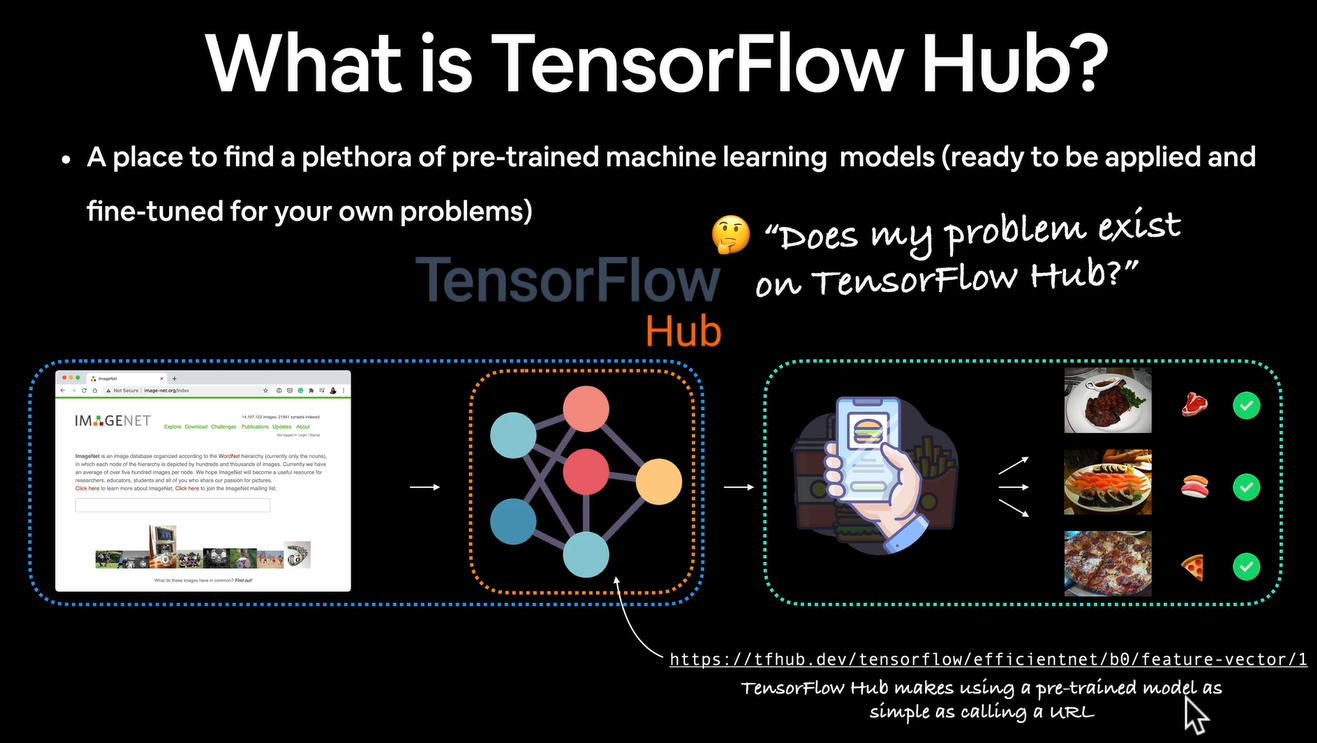 What is TensorFlow Hub?
• A place to find a plethora of pre-trained machine learning models (ready to be applied and
fine-tuned for your own problems)
“Does my problem exist
on TensorFlow Hub?”
TensorFlow
Hub
ImageNet
Not Secure | image-net.org/index
IMAGENET
14,197,122 images, 21841 synsets indexed
Explore Download Challenges Publications Updates About
Not logged in. Login | Signup
ImageNet is an image database organized according to the WordNet hierarchy (currently only the nouns),
in which each node of the hierarchy is depicted by hundreds and thousands of images. Currently we have
an average of over five hundred images per node. We hope ImageNet will become a useful resource for
researchers, educators, students and all of you who share our passion for pictures.
Click here to learn more about ImageNet, Click here to join the ImageNet mailing list.
What do these images have in common? Find out!
https://tfhub.dev/tensorflow/efficientnet/b0/feature-vector/1
TensorFlow Hub makes using a pre-trained model as
simple as calling a URL